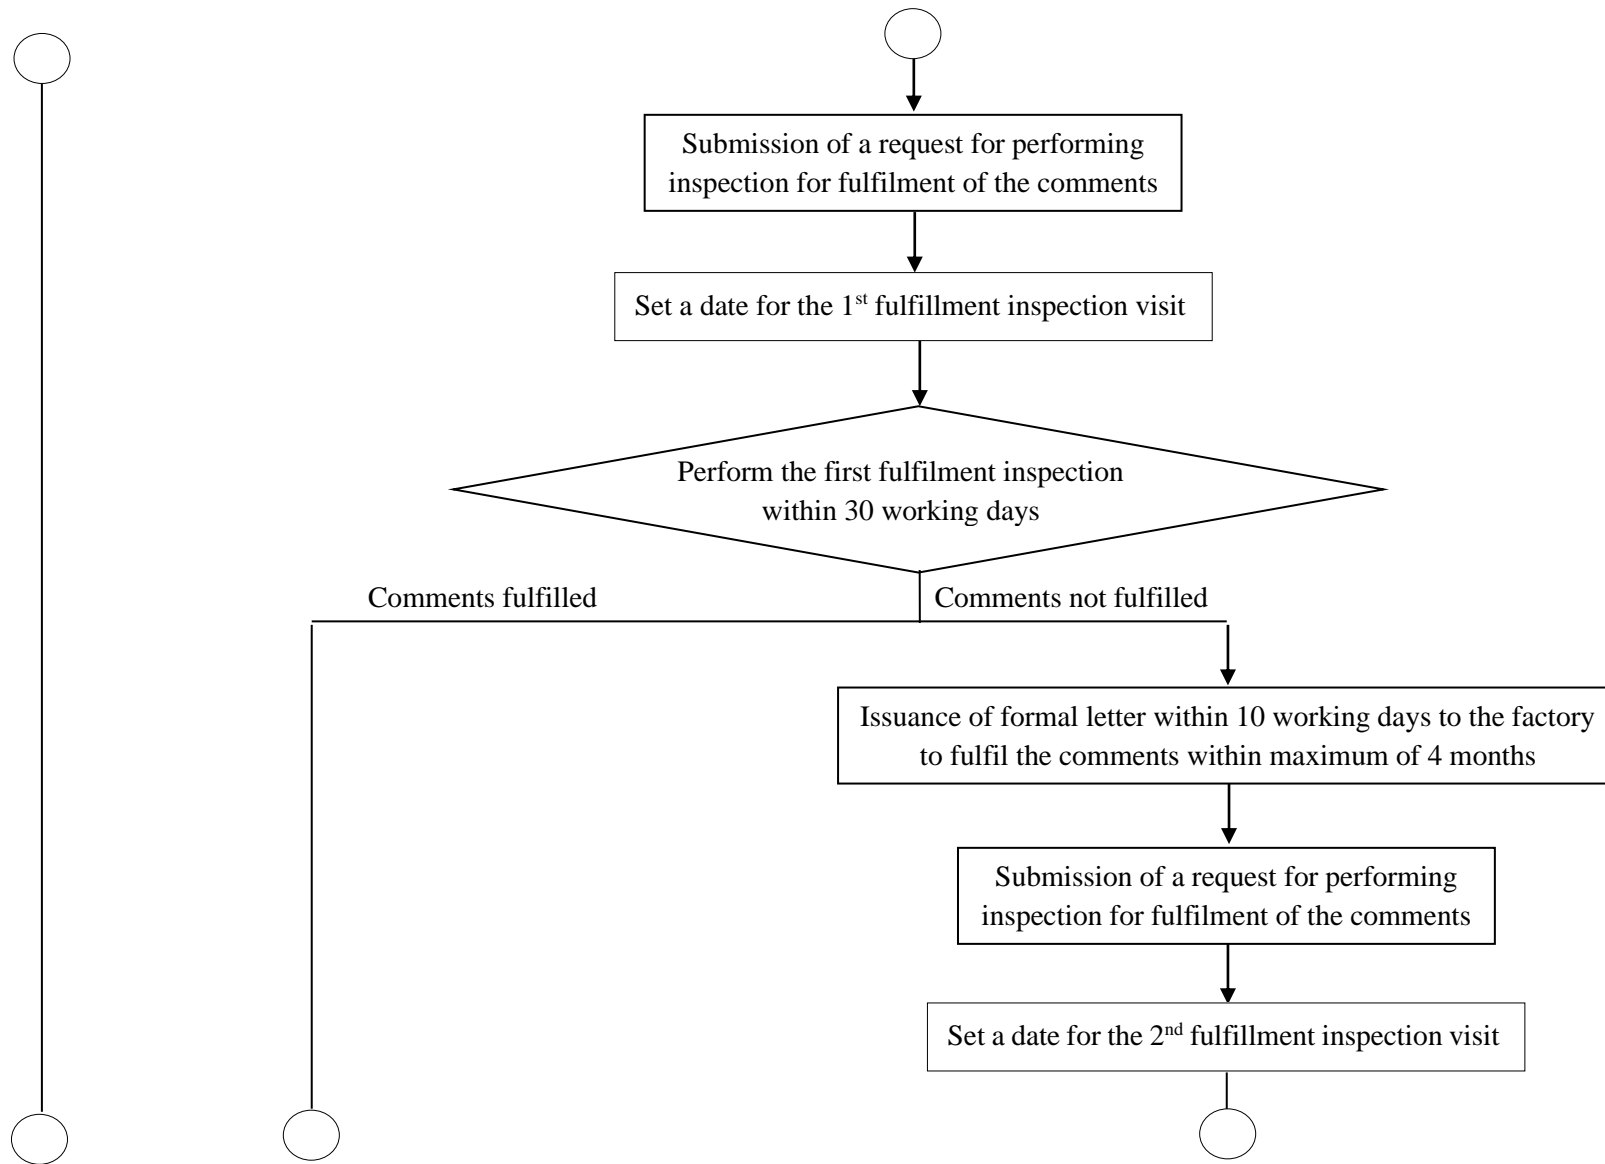 Submission of a request for performing
inspection for fulfilment of the comments
Set a date for the 1st fulfillment inspection visit
Perform the first fulfilment inspection
within 30 working days
Comments fulfilled
Comments not fulfilled
Issuance of formal letter within 10 working days to the factory
to fulfil the comments within maximum of 4 months
Submission of a request for performing
inspection for fulfilment of the comments
Set a date for the 2nd fulfillment inspection visit